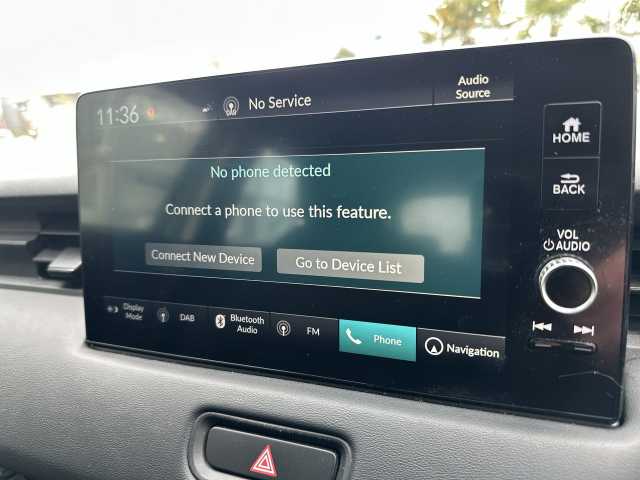 11:36
DAB
No Service
Audio
Source
HOME
BACK
VOL
AUDIO
No phone detected
Connect a phone to use this feature.
Connect New Device
Go to Device List
Display
Mode
DAB
Bluetooth
Audio
FM
Phone
Navigation